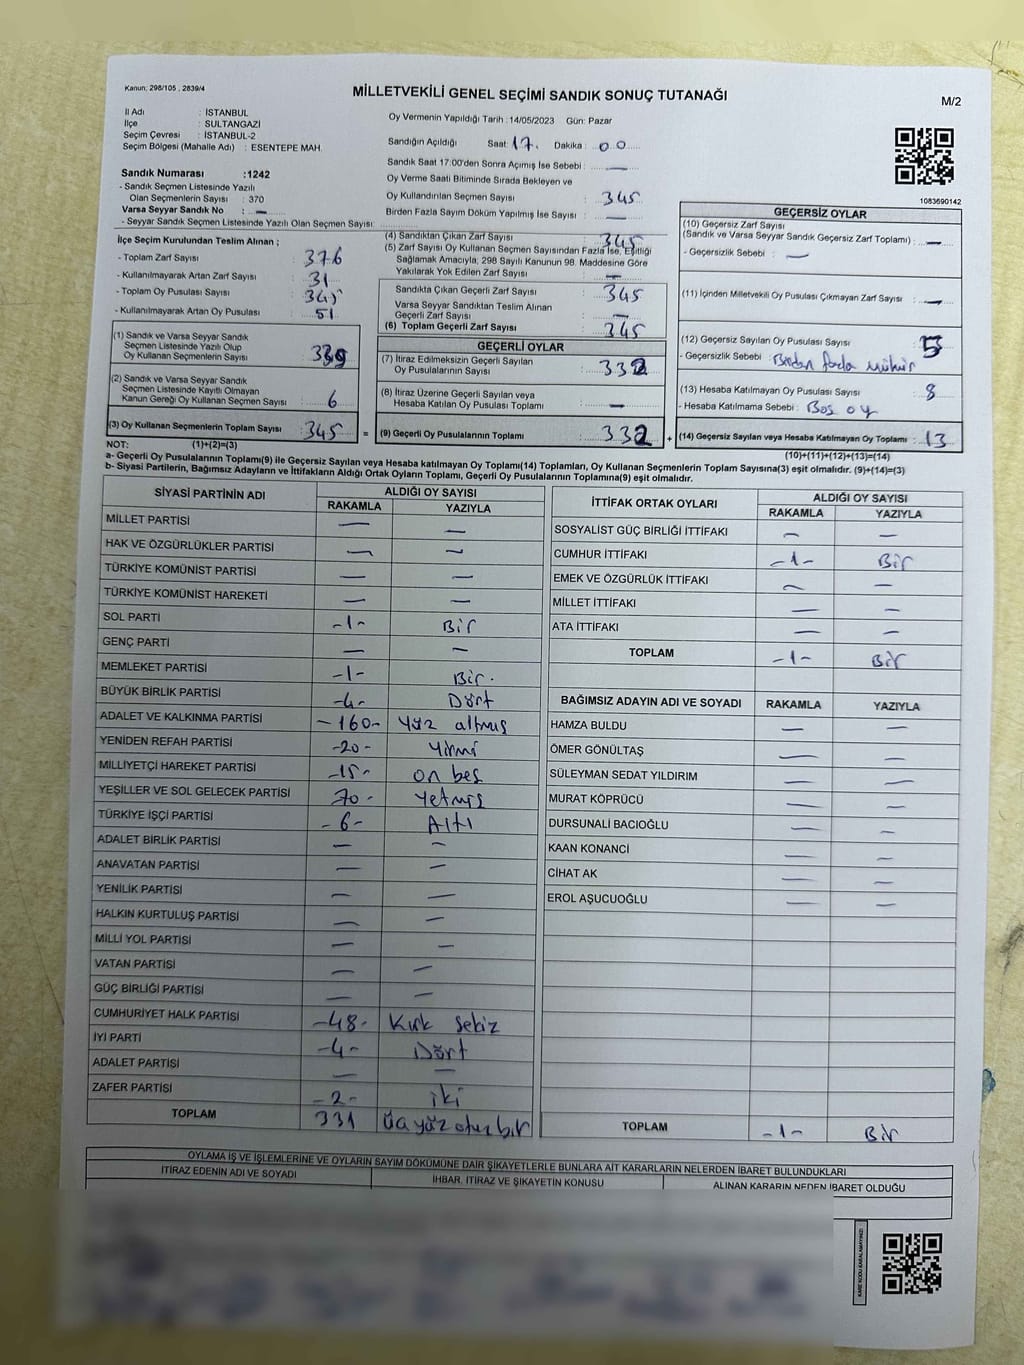 Kanun: 298/105 , 2839/4
MİLLETVEKİLİ GENEL SEÇİMİ SANDIK SONUÇ TUTANAĞI
M/2
İl Adı : İSTANBUL
İlçe : SULTANGAZİ
Seçim Çevresi : İSTANBUL-2
Seçim Bölgesi (Mahalle Adı) : ESENTEPE MAH.
Oy Vermenin Yapıldığı Tarih :14/05/2023 Gün: Pazar
Sandığın Açıldığı Saat: 17. Dakika : 00
Sandık Saat 17:00'den Sonra Açılmış İse Sebebi : —
Oy Verme Saati Bitiminde Sırada Bekleyen ve
Oy Kullandırılan Seçmen Sayısı : 345
Birden Fazla Sayım Döküm Yapılmış İse Sayısı : —
1083690142
Sandık Numarası :1242
- Sandık Seçmen Listesinde Yazılı
Olan Seçmenlerin Sayısı : 370
Varsa Seyyar Sandık No : —
- Seyyar Sandık Seçmen Listesinde Yazılı Olan Seçmen Sayısı:
İlçe Seçim Kurulundan Teslim Alınan ;
- Toplam Zarf Sayısı : 376
- Kullanılmayarak Artan Zarf Sayısı : 31
- Toplam Oy Pusulası Sayısı : 345
- Kullanılmayarak Artan Oy Pusulası : 51
(1) Sandık ve Varsa Seyyar Sandık
Seçmen Listesinde Yazılı Olup
Oy Kullanan Seçmenlerin Sayısı : 339
(2) Sandık ve Varsa Seyyar Sandık
Seçmen Listesinde Kayıtlı Olmayan
Kanun Gereği Oy Kullanan Seçmen Sayısı : 6
(3) Oy Kullanan Seçmenlerin Toplam Sayısı : 345
(4) Sandıktan Çıkan Zarf Sayısı : 345
(5) Zarf Sayısı Oy Kullanan Seçmen Sayısından Fazla İse, Eşitliği
Sağlamak Amacıyla, 298 Sayılı Kanunun 98. Maddesine Göre
Yakılarak Yok Edilen Zarf Sayısı : —
Sandıkta Çıkan Geçerli Zarf Sayısı : 345
Varsa Seyyar Sandıktan Teslim Alınan
Geçerli Zarf Sayısı : —
(6) Toplam Geçerli Zarf Sayısı : 345
GEÇERLİ OYLAR
(7) İtiraz Edilmeksizin Geçerli Sayılan
Oy Pusulalarının Sayısı : 332
(8) İtiraz Üzerine Geçerli Sayılan veya
Hesaba Katılan Oy Pusulası Toplamı : —
= (9) Geçerli Oy Pusulalarının Toplamı : 332 +
GEÇERSİZ OYLAR
(10) Geçersiz Zarf Sayısı
(Sandık ve Varsa Seyyar Sandık Geçersiz Zarf Toplamı) : —
- Geçersizlik Sebebi : —
(11) İçinden Milletvekili Oy Pusulası Çıkmayan Zarf Sayısı : —
(12) Geçersiz Sayılan Oy Pusulası Sayısı : 5
- Geçersizlik Sebebi : Birden fazla mühür
(13) Hesaba Katılmayan Oy Pusulası Sayısı : 8
- Hesaba Katılmama Sebebi : Boş oy
(14) Geçersiz Sayılan veya Hesaba Katılmayan Oy Toplamı : 13
NOT: (1)+(2)=(3) (10)+(11)+(12)+(13)=(14)
a- Geçerli Oy Pusulalarının Toplamı(9) ile Geçersiz Sayılan veya Hesaba katılmayan Oy Toplamı(14) Toplamları, Oy Kullanan Seçmenlerin Toplam Sayısına(3) eşit olmalıdır. (9)+(14)=(3)
b- Siyasi Partilerin, Bağımsız Adayların ve İttifakların Aldığı Ortak Oyların Toplamı, Geçerli Oy Pusulalarının Toplamına(9) eşit olmalıdır.
SİYASİ PARTİNİN ADI ALDIĞI OY SAYISI
RAKAMLA YAZIYLA
MİLLET PARTİSİ — —
HAK VE ÖZGÜRLÜKLER PARTİSİ — —
TÜRKİYE KOMÜNİST PARTİSİ — —
TÜRKİYE KOMÜNİST HAREKETİ — —
SOL PARTİ -1- Bir
GENÇ PARTİ — —
MEMLEKET PARTİSİ -1- Bir.
BÜYÜK BİRLİK PARTİSİ -4- Dört
ADALET VE KALKINMA PARTİSİ -160- Yüz altmış
YENİDEN REFAH PARTİSİ -20- Yirmi
MİLLİYETÇİ HAREKET PARTİSİ -15- on beş
YEŞİLLER VE SOL GELECEK PARTİSİ 70- Yetmiş
TÜRKİYE İŞÇİ PARTİSİ -6- Altı
ADALET BİRLİK PARTİSİ — —
ANAVATAN PARTİSİ — —
YENİLİK PARTİSİ — —
HALKIN KURTULUŞ PARTİSİ — —
MİLLİ YOL PARTİSİ — —
VATAN PARTİSİ — —
GÜÇ BİRLİĞİ PARTİSİ — —
CUMHURİYET HALK PARTİSİ -48- Kırk Sekiz
İYİ PARTİ -4- Dört
ADALET PARTİSİ — —
ZAFER PARTİSİ -2- iki
TOPLAM 331 Üç yüz otuz bir
İTTİFAK ORTAK OYLARI ALDIĞI OY SAYISI
RAKAMLA YAZIYLA
SOSYALİST GÜÇ BİRLİĞİ İTTİFAKI — —
CUMHUR İTTİFAKI -1- Bir
EMEK VE ÖZGÜRLÜK İTTİFAKI — —
MİLLET İTTİFAKI — —
ATA İTTİFAKI — —
TOPLAM -1- Bir
BAĞIMSIZ ADAYIN ADI VE SOYADI RAKAMLA YAZIYLA
HAMZA BULDU — —
ÖMER GÖNÜLTAŞ — —
SÜLEYMAN SEDAT YILDIRIM — —
MURAT KÖPRÜCÜ — —
DURSUNALİ BACIOĞLU — —
KAAN KONANCİ — —
CİHAT AK — —
EROL AŞUCUOĞLU — —
TOPLAM -1- Bir
OYLAMA İŞ VE İŞLEMLERİNE VE OYLARIN SAYIM DÖKÜMÜNE DAİR ŞİKAYETLERLE BUNLARA AİT KARARLARIN NELERDEN İBARET BULUNDUKLARI
İTİRAZ EDENİN ADI VE SOYADI İHBAR, İTİRAZ VE ŞİKAYETİN KONUSU ALINAN KARARIN NEDEN İBARET OLDUĞU
KARE KODU KARALAMAYINIZ!